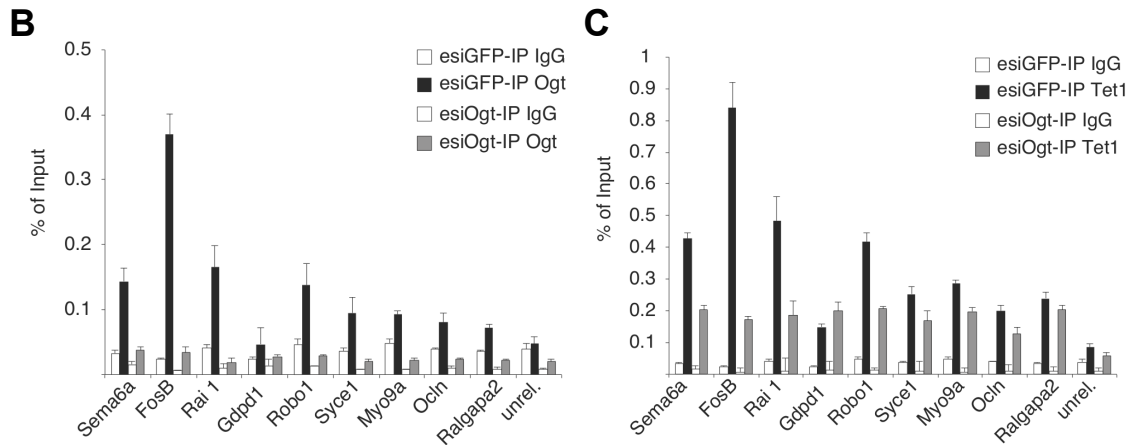 B
0.5
0.4
0.3
0.2
0.1
% of Input
esiGFP-IP IgG
esiGFP-IP Ogt
esiOgt-IP IgG
esiOgt-IP Ogt
Sema6a
FosB
Rai 1
Gdpd1
Robo1
Syce1
Myo9a
Ocln
Ralgapa2
unrel.
C
1
0.9
0.8
0.7
0.6
0.5
0.4
0.3
0.2
0.1
% of Input
esiGFP-IP IgG
esiGFP-IP Tet1
esiOgt-IP IgG
esiOgt-IP Tet1
Sema6a
FosB
Rai 1
Gdpd1
Robo1
Syce1
Myo9a
Ocln
Ralgapa2
unrel.